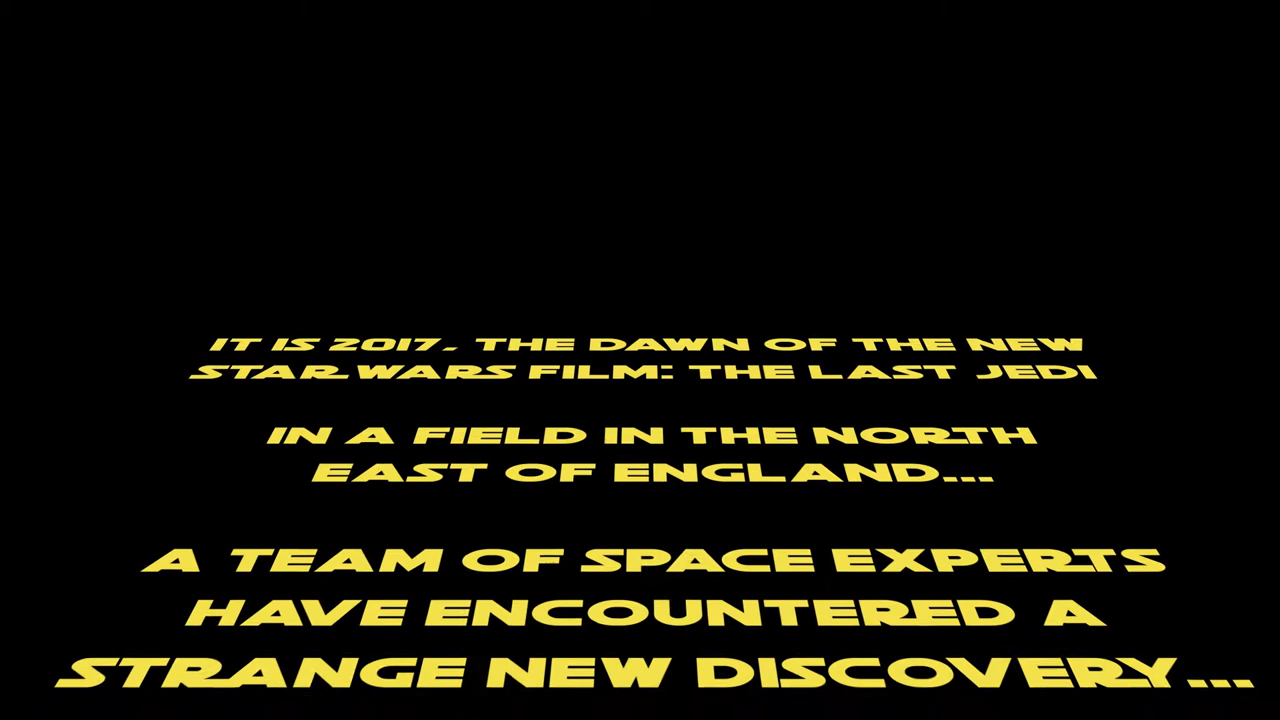 IT IS 2017, THE DAWN OF THE NEW
STAR WARS FILM: THE LAST JEDI
IN A FIELD IN THE NORTH
EAST OF ENGLAND...
A TEAM OF SPACE EXPERTS
HAVE ENCOUNTERED A
STRANGE NEW DISCOVERY...